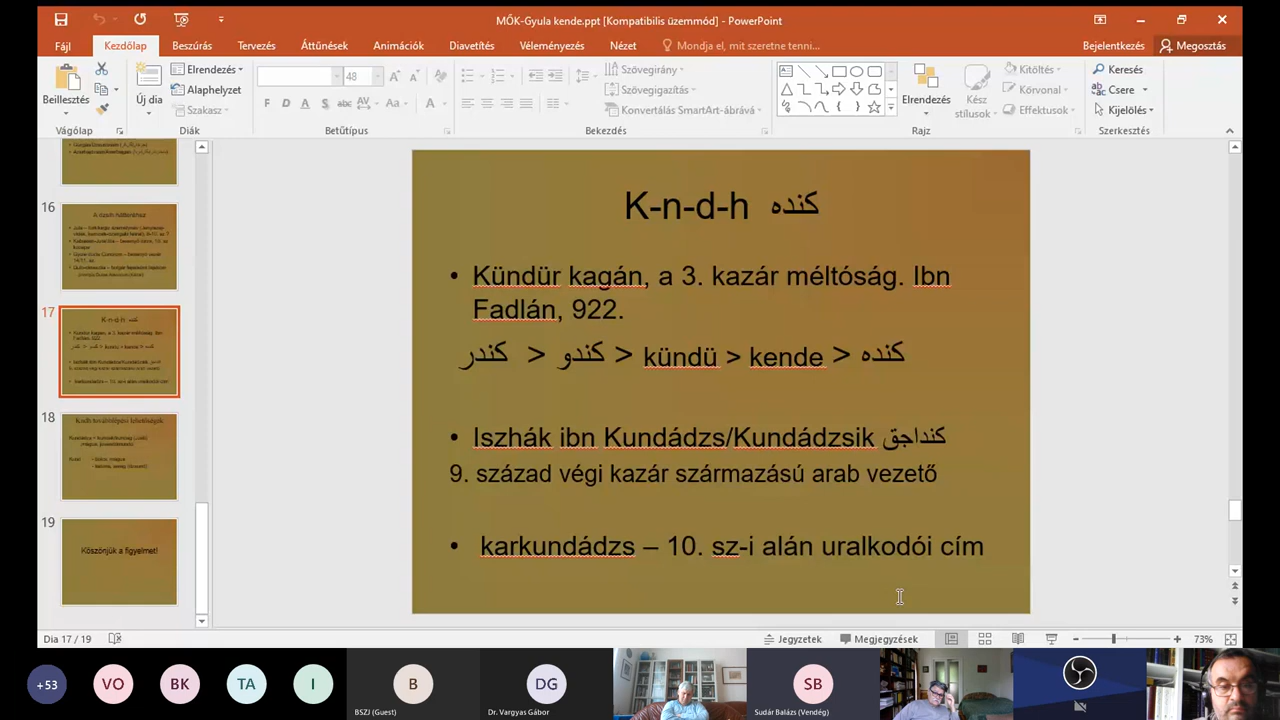 MŐK-Gyula kende.ppt [Kompatibilis üzemmód] - PowerPoint
Fájl Kezdőlap Beszúrás Tervezés Áttűnések Animációk Diavetítés Véleményezés Nézet Mondja el, mit szeretne tenni... Bejelentkezés Megosztás
Beillesztés
Új dia
Elrendezés
Alaphelyzet
Szakasz
48
F D A S abc AV Aa A
Szövegirány
Szövegigazítás
Konvertálás SmartArt-ábrává
Elrendezés
Kész stílusok
Kitöltés
Körvonal
Effektusok
Keresés
Csere
Kijelölés
Vágólap Diák Betűtípus Bekezdés Rajz Szerkesztés
16
17
18
19
Köszönjük a figyelmet!
K-n-d-h كنده
• Kündür kagán, a 3. kazár méltóság. Ibn
Fadlán, 922.
كندر > كندو > kündü > kende > كنده
• Iszhák ibn Kundádzs/Kundádzsik كنداجق
9. század végi kazár származású arab vezető
• karkundádzs – 10. sz-i alán uralkodói cím
Dia 17 / 19 Jegyzetek Megjegyzések 73%
+53 VO BK TA I B DG SB
BSZJ (Guest) Dr. Vargyas Gábor Sudár Balázs (Vendég)